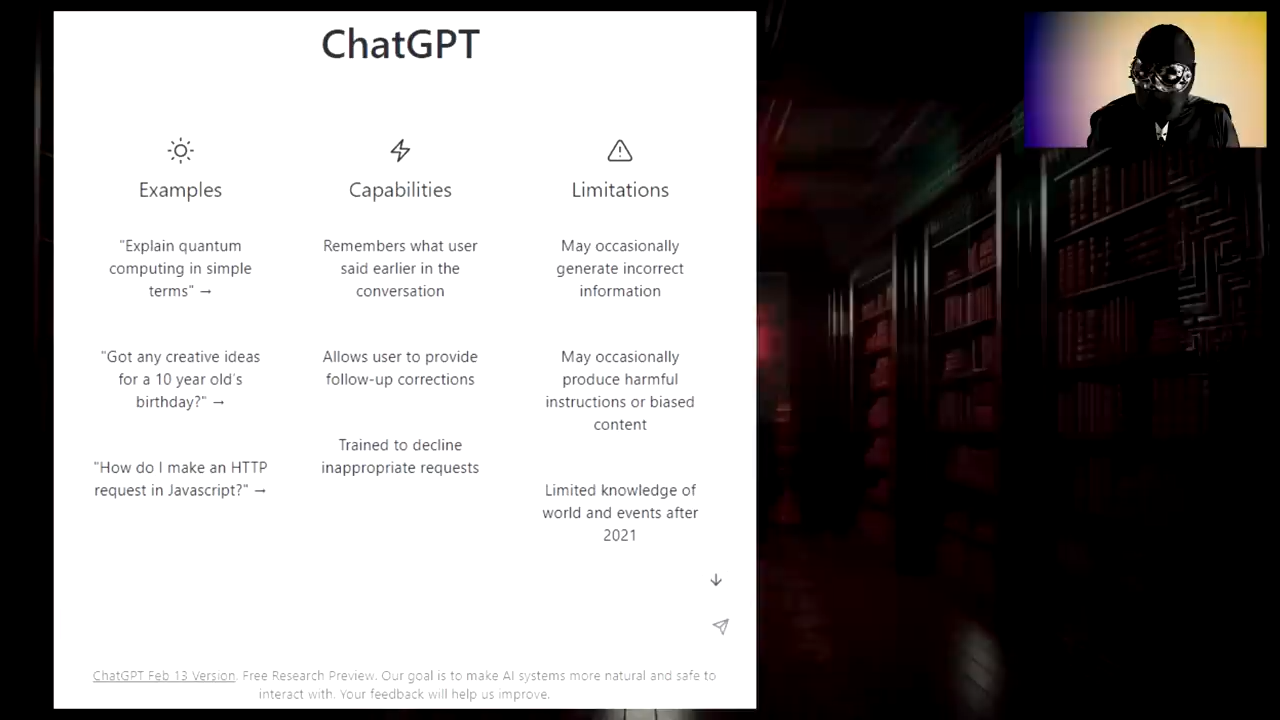 ChatGPT
Examples
"Explain quantum
computing in simple
terms" →
"Got any creative ideas
for a 10 year old's
birthday?" →
"How do I make an HTTP
request in Javascript?" →
Capabilities
Remembers what user
said earlier in the
conversation
Allows user to provide
follow-up corrections
Trained to decline
inappropriate requests
Limitations
May occasionally
generate incorrect
information
May occasionally
produce harmful
instructions or biased
content
Limited knowledge of
world and events after
2021
ChatGPT Feb 13 Version. Free Research Preview. Our goal is to make AI systems more natural and safe to
interact with. Your feedback will help us improve.